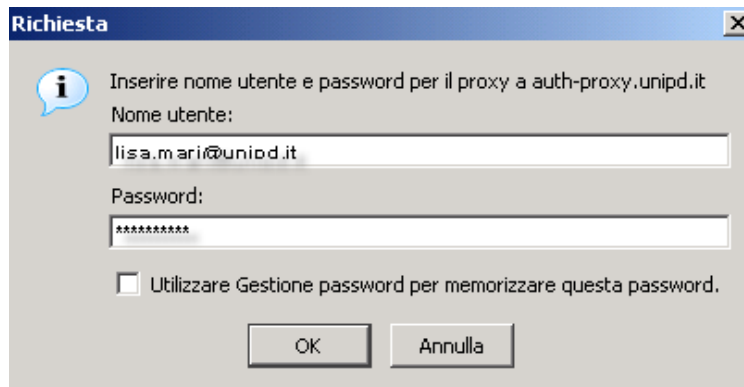 Richiesta
Inserire nome utente e password per il proxy a auth-proxy.unipd.it
Nome utente:
lisa.mari@unipd.it
Password:
**********
Utilizzare Gestione password per memorizzare questa password.
OK
Annulla